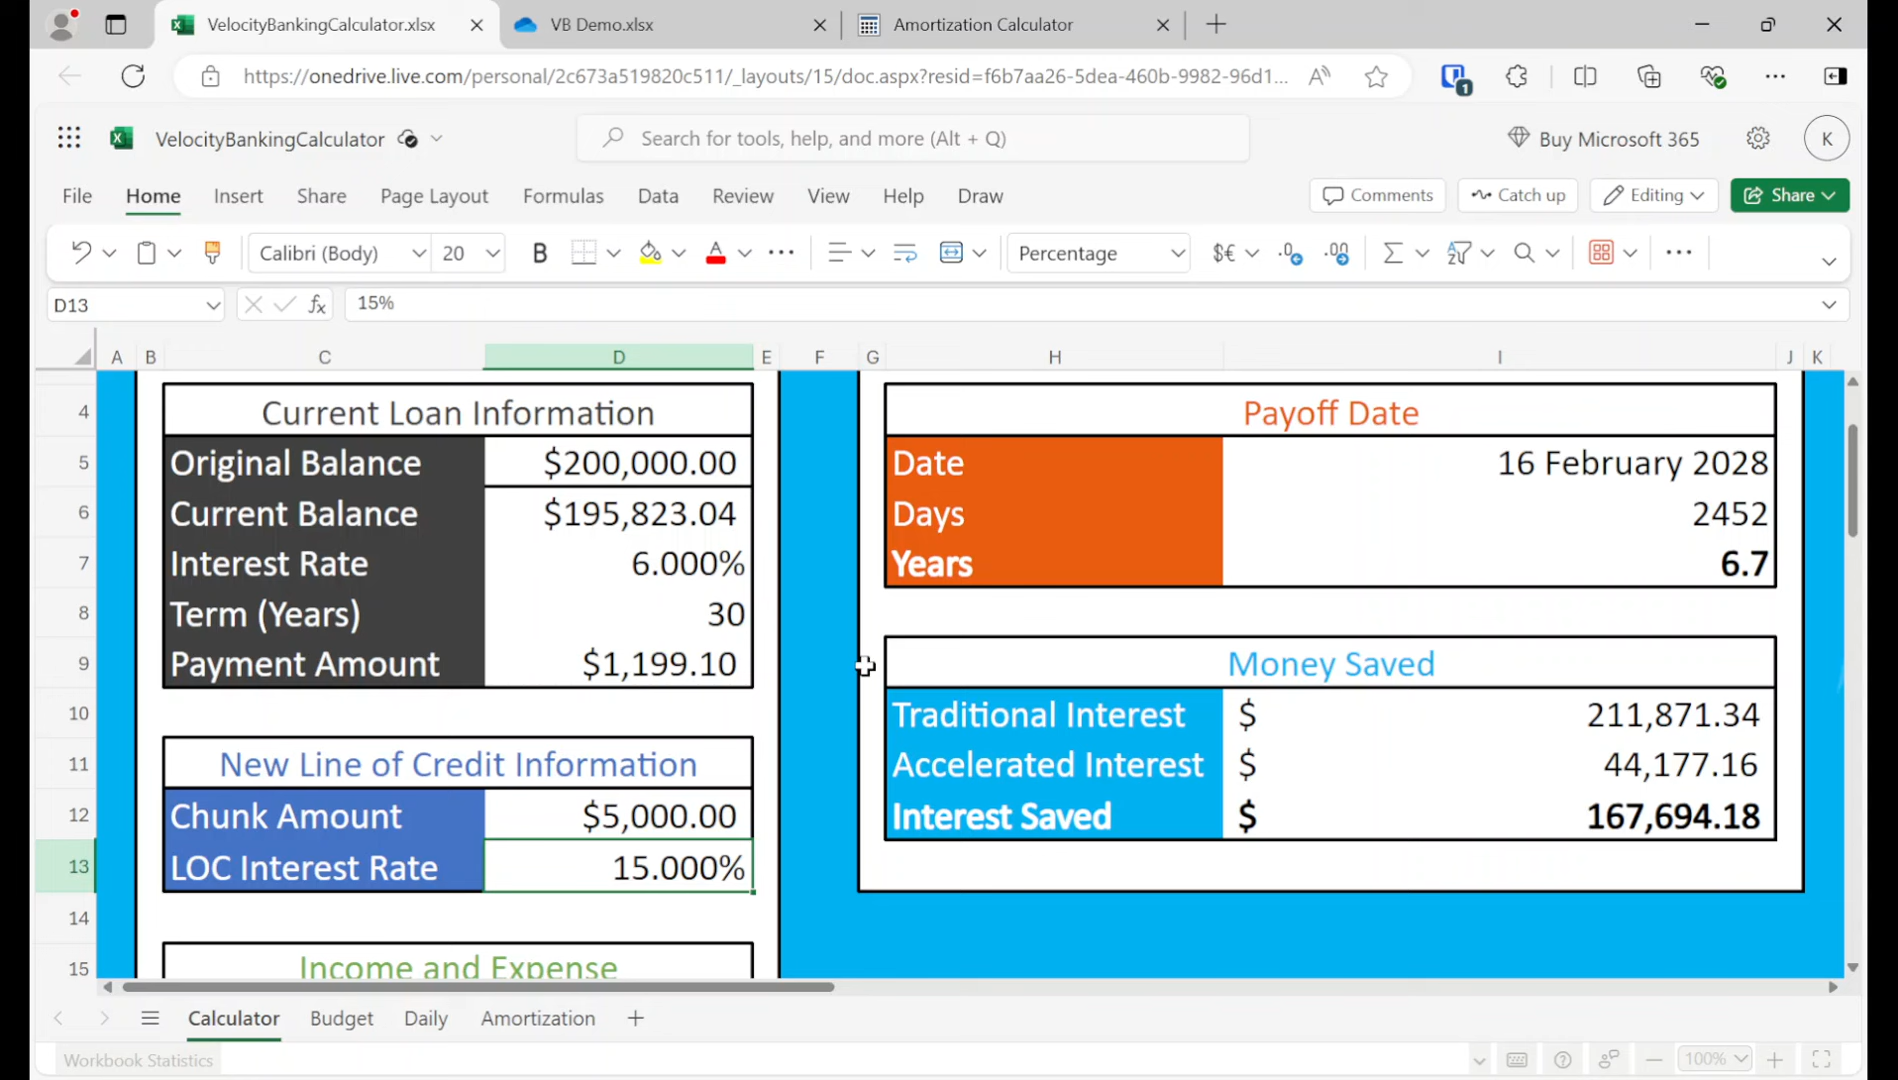 VelocityBankingCalculator.xlsx
VB Demo.xlsx
Amortization Calculator
https://onedrive.live.com/personal/2c673a519820c511/_layouts/15/doc.aspx?resid=f6b7aa26-5dea-460b-9982-96d1...
1
VelocityBankingCalculator
Search for tools, help, and more (Alt + Q)
Buy Microsoft 365
K
File Home Insert Share Page Layout Formulas Data Review View Help Draw
Comments Catch up Editing Share
Calibri (Body) 20 B A ... Percentage $€ .0 .00 Σ ...
D13 fx 15%
A B C D E F G H I J K
4 Current Loan Information Payoff Date
5 Original Balance $200,000.00 Date 16 February 2028
6 Current Balance $195,823.04 Days 2452
7 Interest Rate 6.000% Years 6.7
8 Term (Years) 30
9 Payment Amount $1,199.10 Money Saved
10 Traditional Interest $ 211,871.34
11 New Line of Credit Information Accelerated Interest $ 44,177.16
12 Chunk Amount $5,000.00 Interest Saved $ 167,694.18
13 LOC Interest Rate 15.000%
14
15 Income and Expense
Calculator Budget Daily Amortization
Workbook Statistics 100%